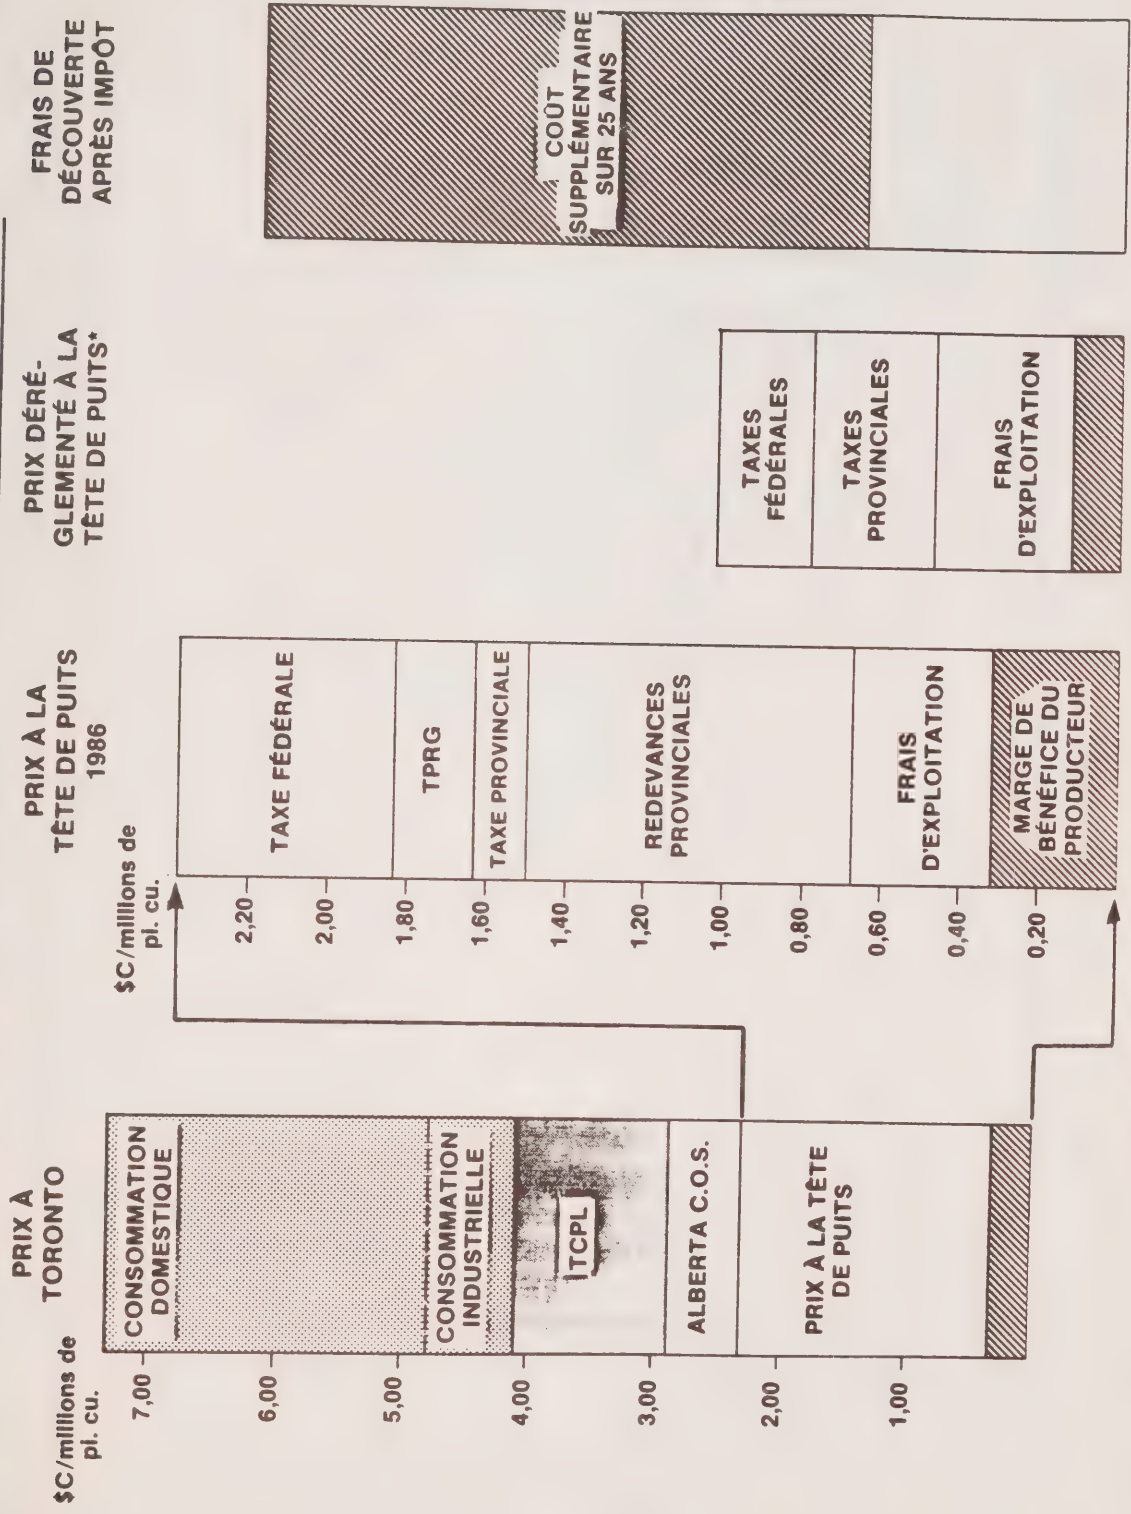 PRIX À
TORONTO
$C/millions de
pi. cu.
7,00
6,00
5,00
4,00
3,00
2,00
1,00
CONSOMMATION
DOMESTIQUE
CONSOMMATION
INDUSTRIELLE
TCPL
ALBERTA C.O.S.
PRIX À LA TÊTE
DE PUITS
PRIX À LA
TÊTE DE PUITS
1986
$C/millions de
pi. cu.
2,20
2,00
1,80
1,60
1,40
1,20
1,00
0,80
0,60
0,40
0,20
TAXE FÉDÉRALE
TPRG
TAXE PROVINCIALE
REDEVANCES
PROVINCIALES
FRAIS
D'EXPLOITATION
MARGE DE
BÉNÉFICE DU
PRODUCTEUR
PRIX DÉRÉ-
GLEMENTÉ À LA
TÊTE DE PUITS*
TAXES
FÉDÉRALES
TAXES
PROVINCIALES
FRAIS
D'EXPLOITATION
FRAIS DE
DÉCOUVERTE
APRÈS IMPÔT
COÛT
SUPPLÉMENTAIRE
SUR 25 ANS